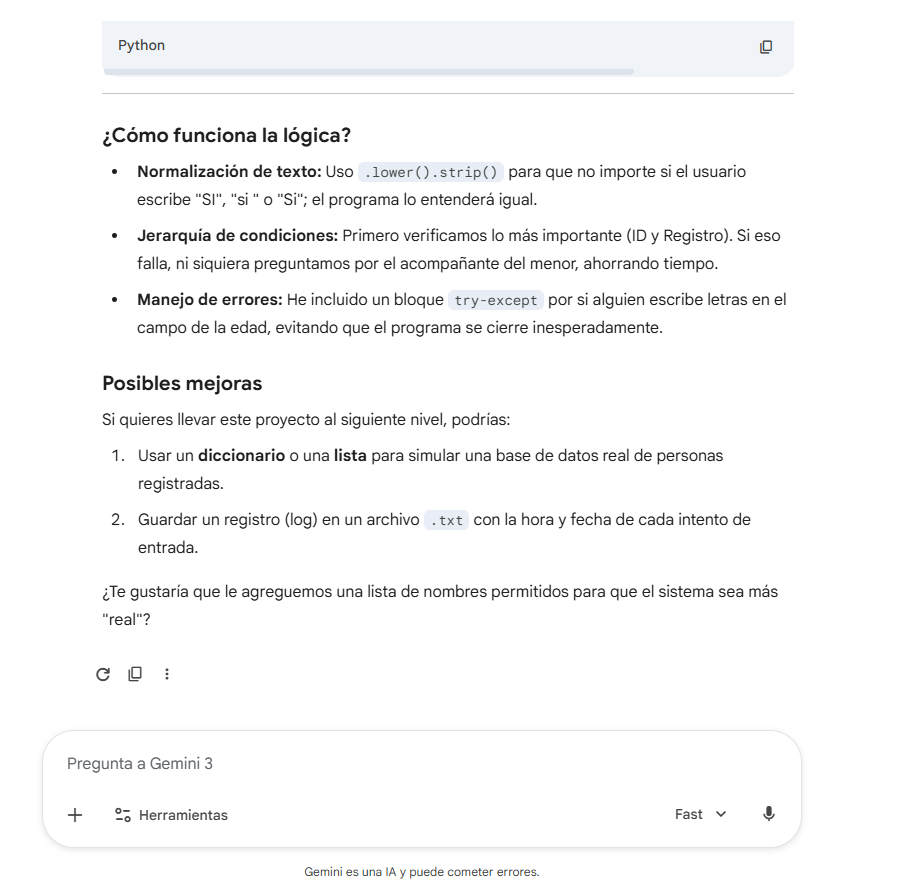 Python
¿Cómo funciona la lógica?
• Normalización de texto: Uso .lower().strip() para que no importe si el usuario
escribe "SI", "si " o "Si"; el programa lo entenderá igual.
• Jerarquía de condiciones: Primero verificamos lo más importante (ID y Registro). Si eso
falla, ni siquiera preguntamos por el acompañante del menor, ahorrando tiempo.
• Manejo de errores: He incluido un bloque try-except por si alguien escribe letras en el
campo de la edad, evitando que el programa se cierre inesperadamente.
Posibles mejoras
Si quieres llevar este proyecto al siguiente nivel, podrías:
1. Usar un diccionario o una lista para simular una base de datos real de personas
registradas.
2. Guardar un registro (log) en un archivo .txt con la hora y fecha de cada intento de
entrada.
¿Te gustaría que le agreguemos una lista de nombres permitidos para que el sistema sea más
"real"?
Pregunta a Gemini 3
Herramientas
Fast
Gemini es una IA y puede cometer errores.